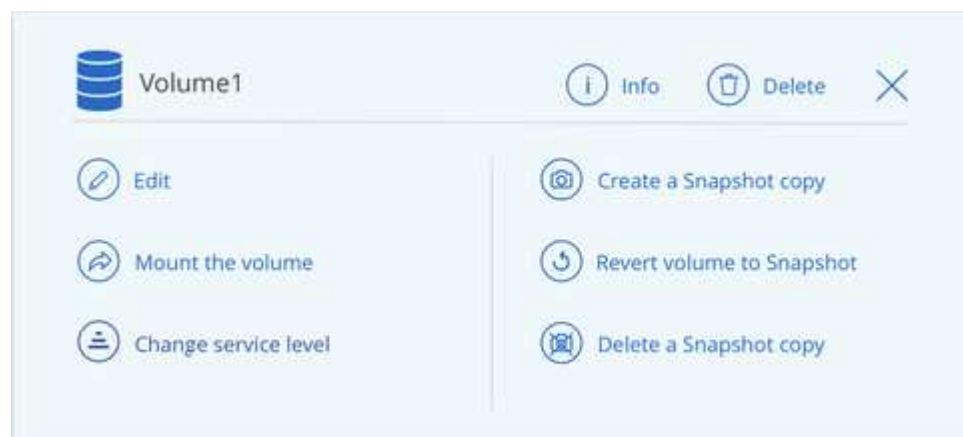 Volume1
Info
Delete
Edit
Mount the volume
Change service level
Create a Snapshot copy
Revert volume to Snapshot
Delete a Snapshot copy